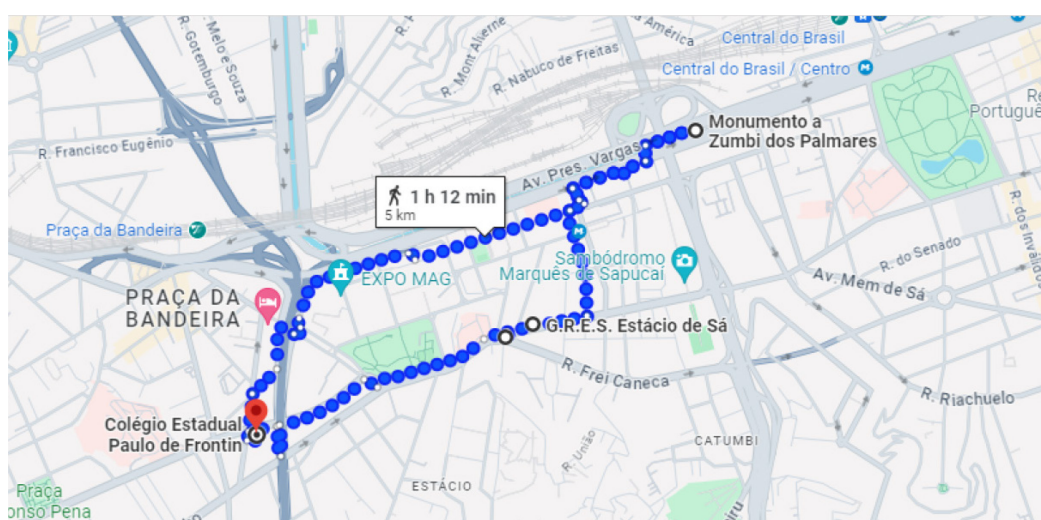 América
Central do Brasil
R. Melo e Souza
R. Gotemburgo
R. Mont Alverne
R. Nabuco de Freitas
Central do Brasil / Centro
Monumento a
Zumbi dos Palmares
Portuguê
R. Francisco Eugênio
Av. Pres. Vargas
1 h 12 min
5 km
Praça da Bandeira
R. dos Inválidos
R. do Senado
Sambódromo
Marquês de Sapucaí
EXPO MAG
Av. Mem de Sá
PRAÇA DA
BANDEIRA
G.R.E.S. Estácio de Sá
R. Frei Caneca
R. Riachuelo
Colégio Estadual
Paulo de Frontin
CATUMBI
R. União
ESTÁCIO
Praça
onso Pena